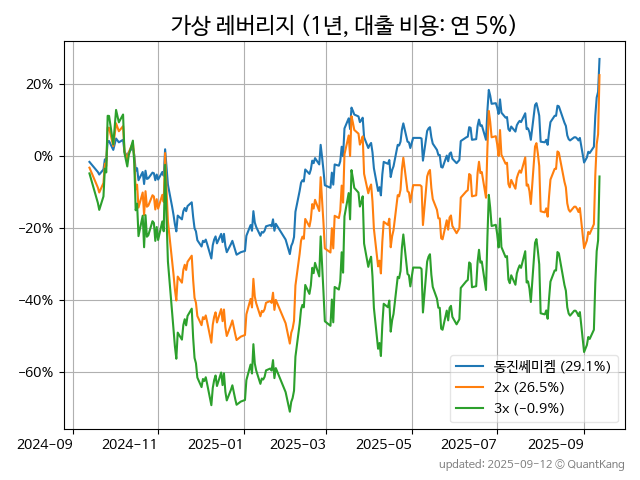 가상 레버리지 (1년, 대출 비용: 연 5%)
20%
0%
−20%
−40%
−60%
동진쎄미켐 (29.1%)
2x (26.5%)
3x (−0.9%)
2024-09 2024-11 2025-01 2025-03 2025-05 2025-07 2025-09
updated: 2025-09-12 © QuantKang